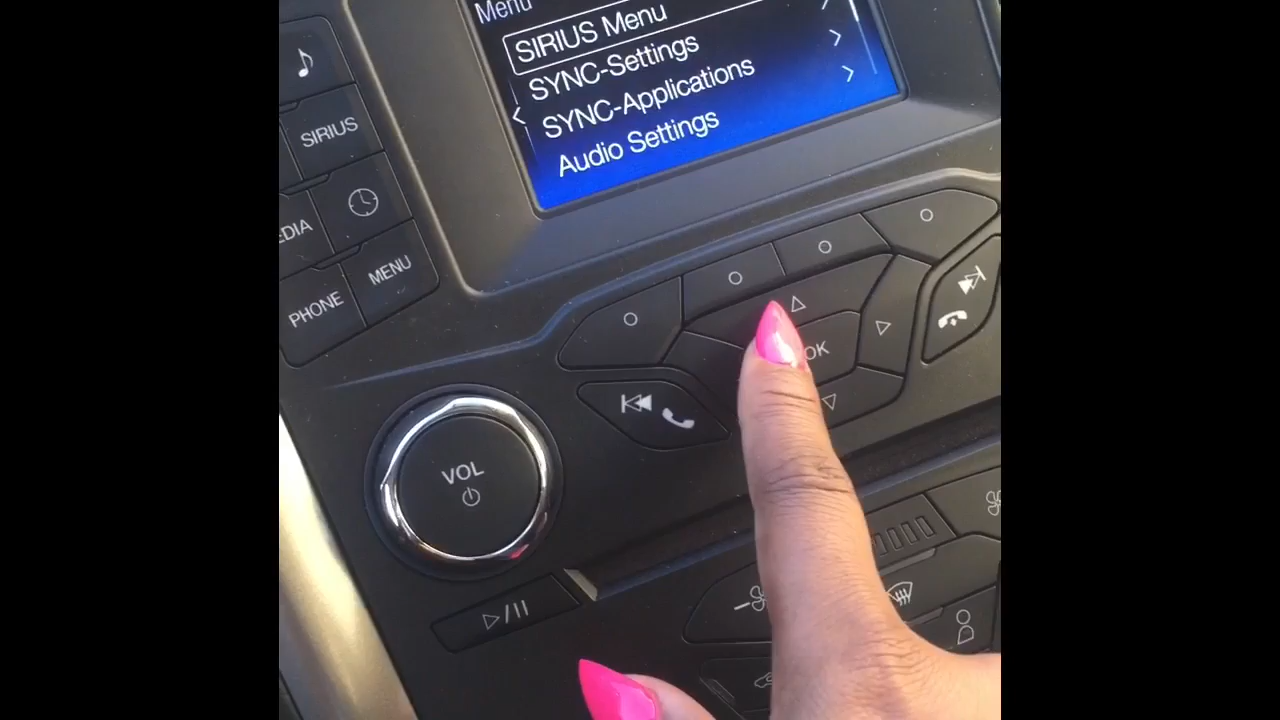 Menu
SIRIUS Menu
SYNC-Settings
SYNC-Applications
Audio Settings
SIRIUS
EDIA
MENU
PHONE
OK
VOL